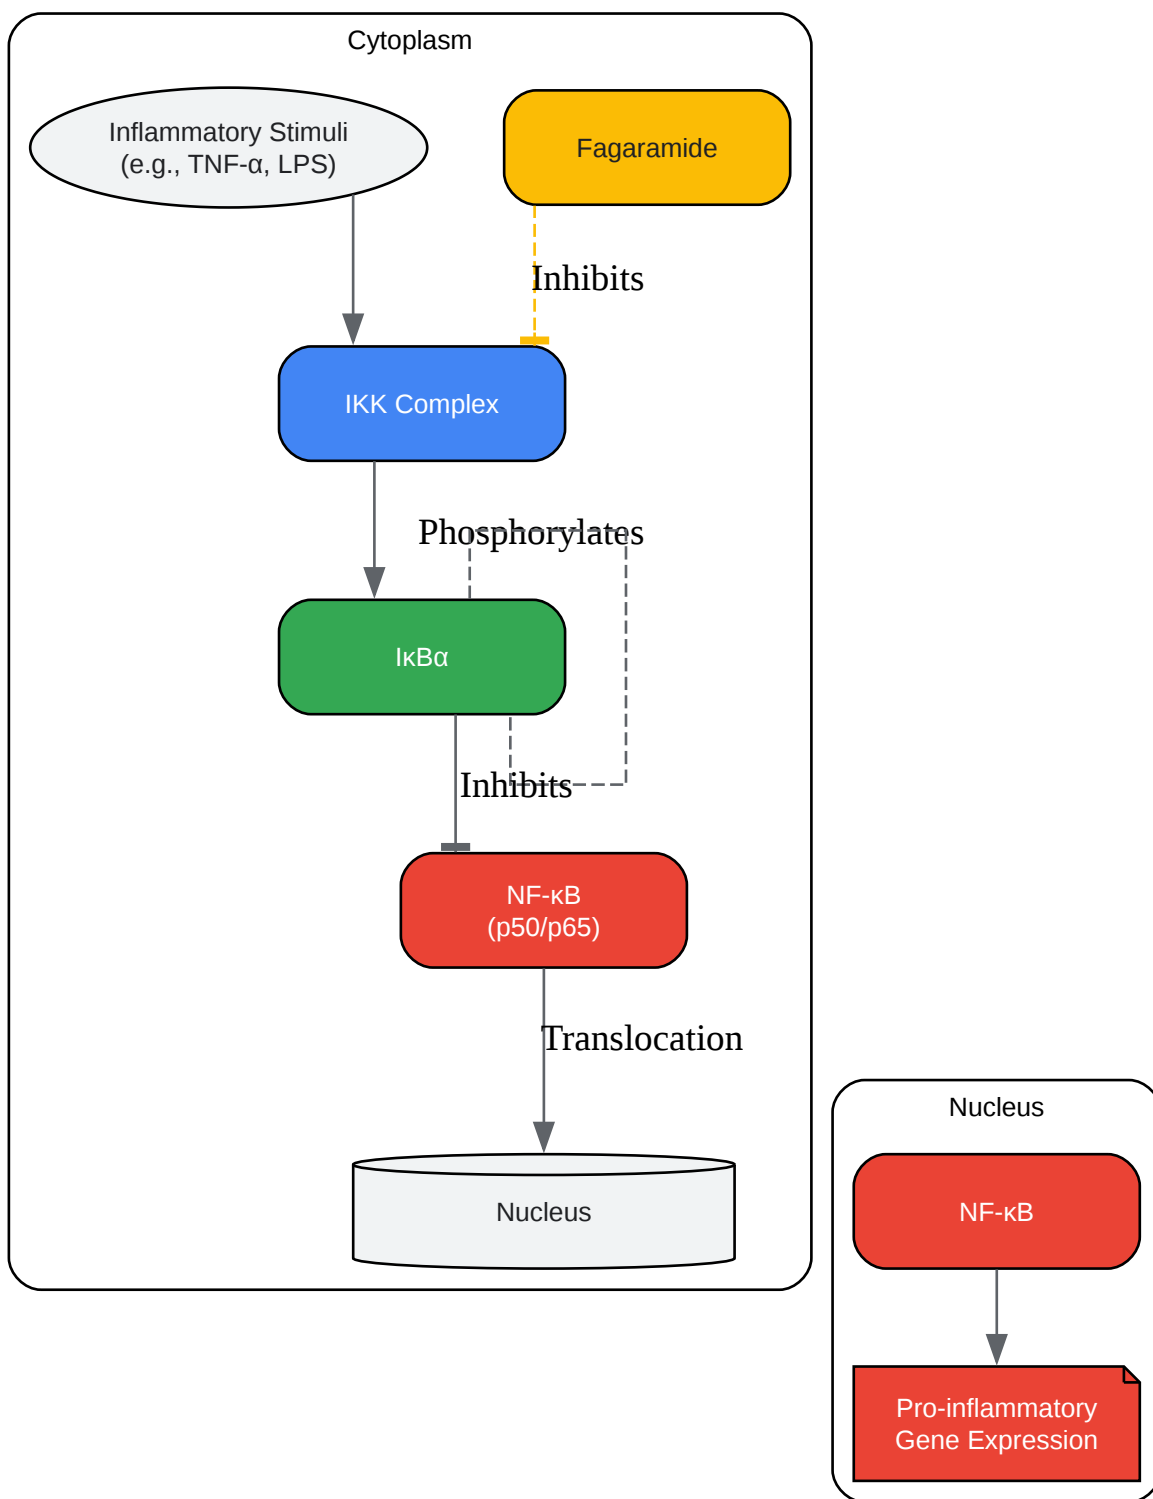 Cytoplasm
Inflammatory Stimuli
(e.g., TNF-α, LPS)
Fagaramide
Inhibits
IKK Complex
Phosphorylates
IκBα
Inhibits
NF-κB
(p50/p65)
Translocation
Nucleus
Nucleus
NF-κB
Pro-inflammatory
Gene Expression